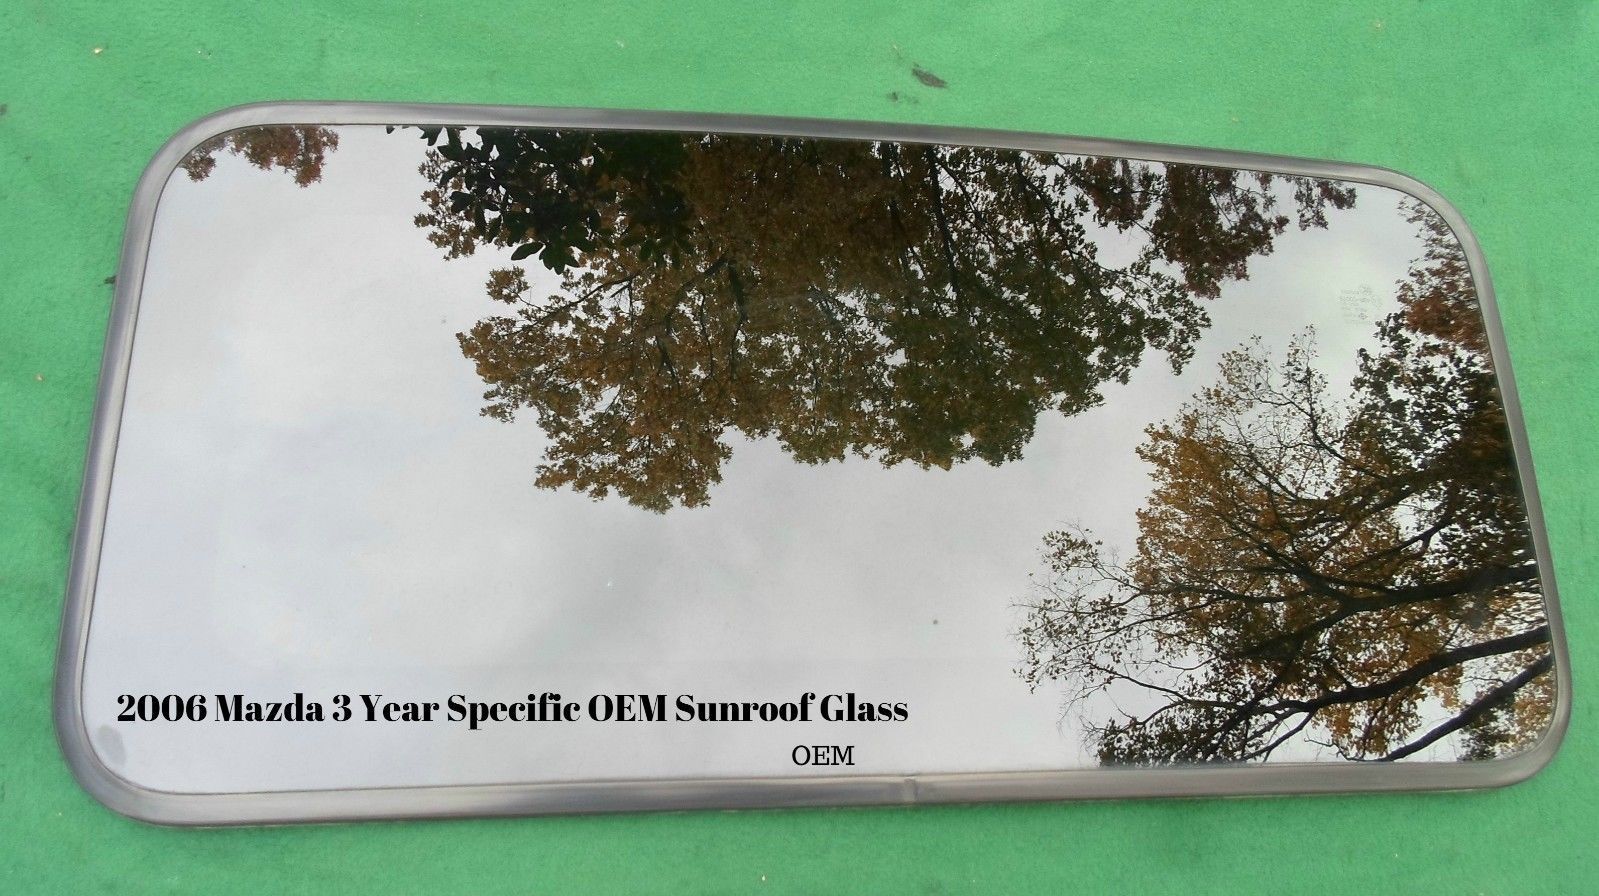 2006 Mazda 3 Year Specific OEM Sunroof Glass
OEM